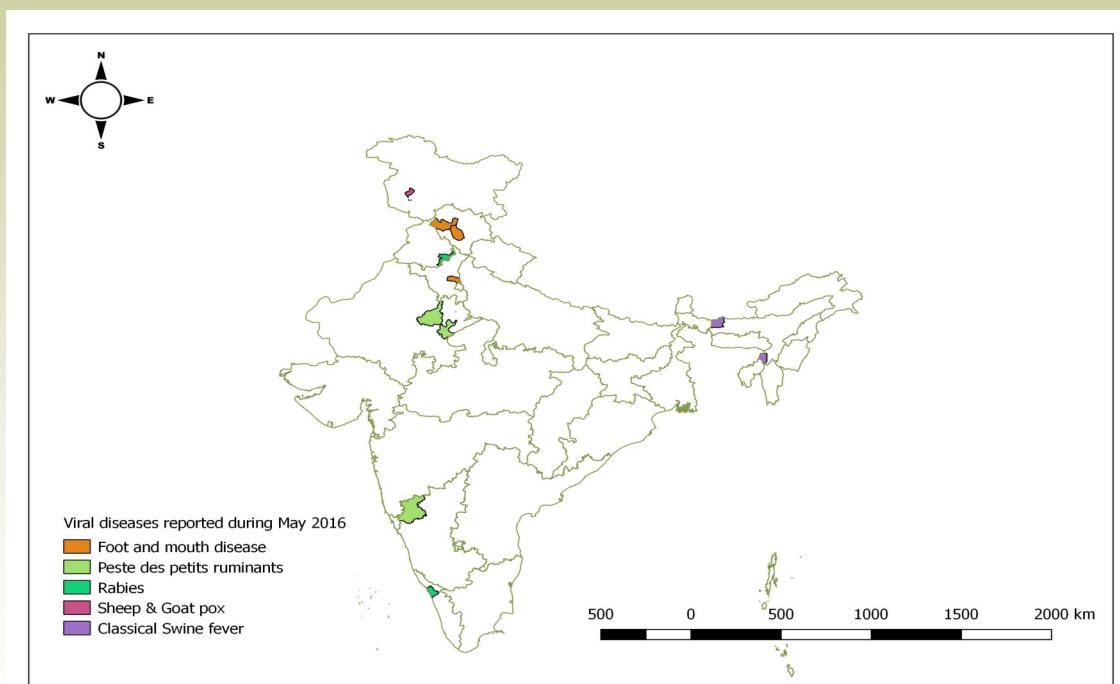 N
W E
S
Viral diseases reported during May 2016
Foot and mouth disease
Peste des petits ruminants
Rabies
Sheep & Goat pox
Classical Swine fever
500 0 500 1000 1500 2000 km